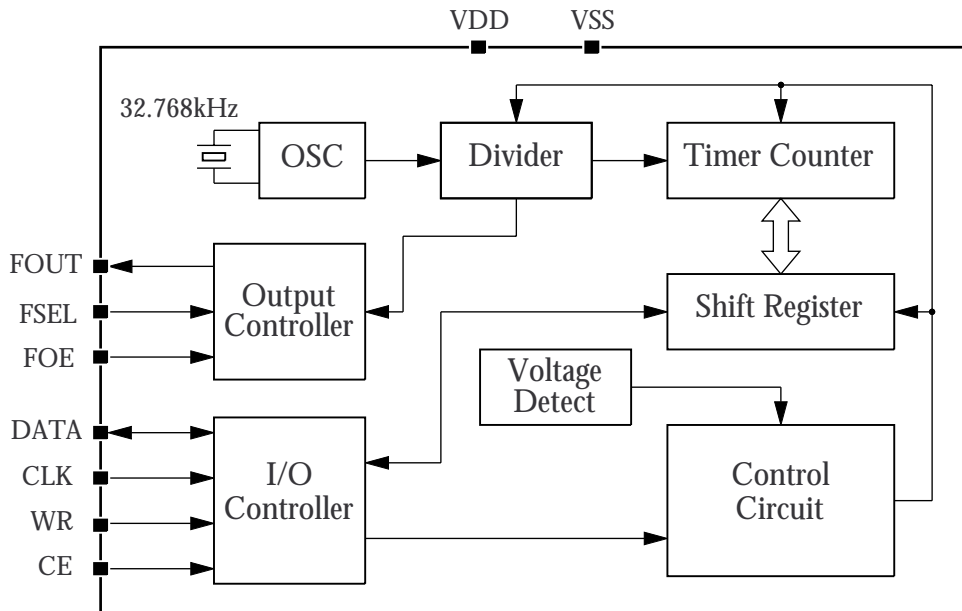 VDD
VSS
32.768kHz
OSC
Divider
Timer Counter
FOUT
FSEL
FOE
Output
Controller
Shift Register
Voltage
Detect
DATA
CLK
WR
CE
I/O
Controller
Control
Circuit